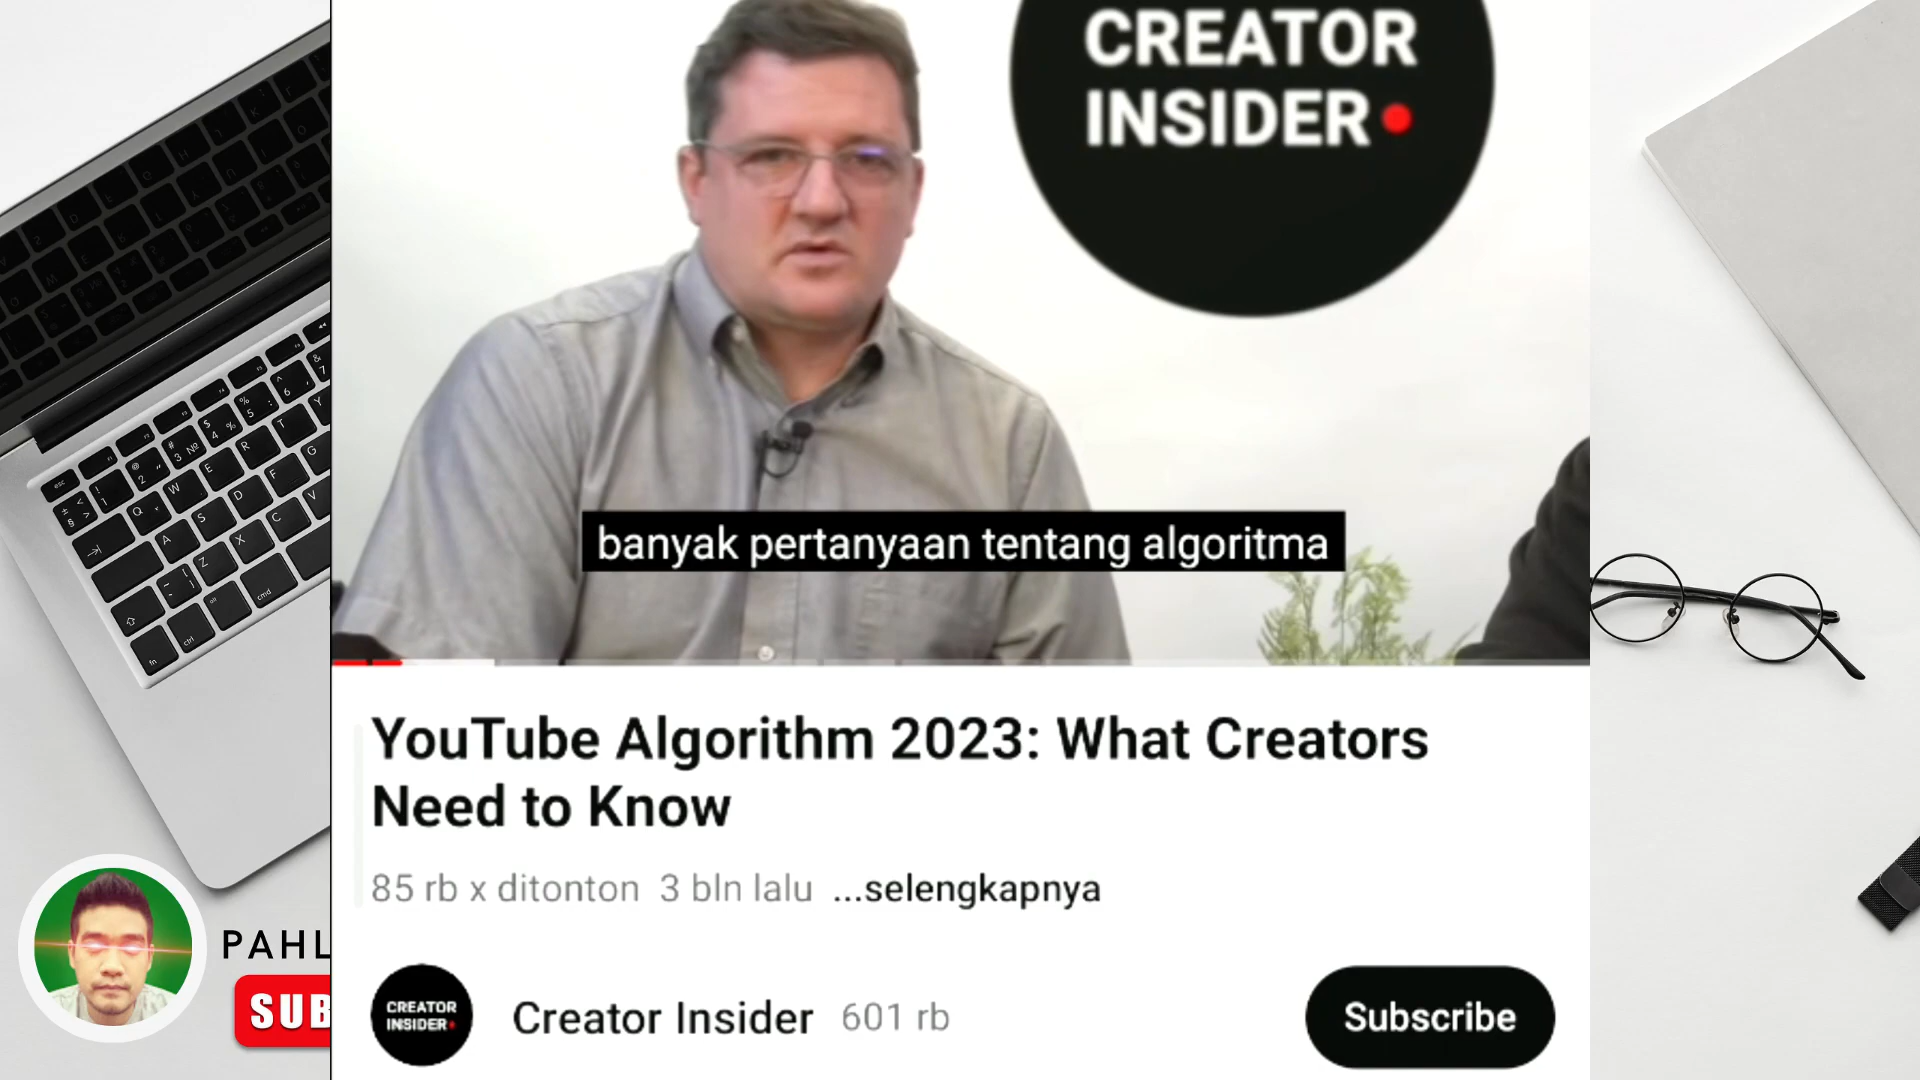 CREATOR
INSIDER
banyak pertanyaan tentang algoritma
YouTube Algorithm 2023: What Creators
Need to Know
85 rb x ditonton 3 bln lalu ...selengkapnya
CREATOR
INSIDER
Creator Insider 601 rb
Subscribe
PAHL
SUB